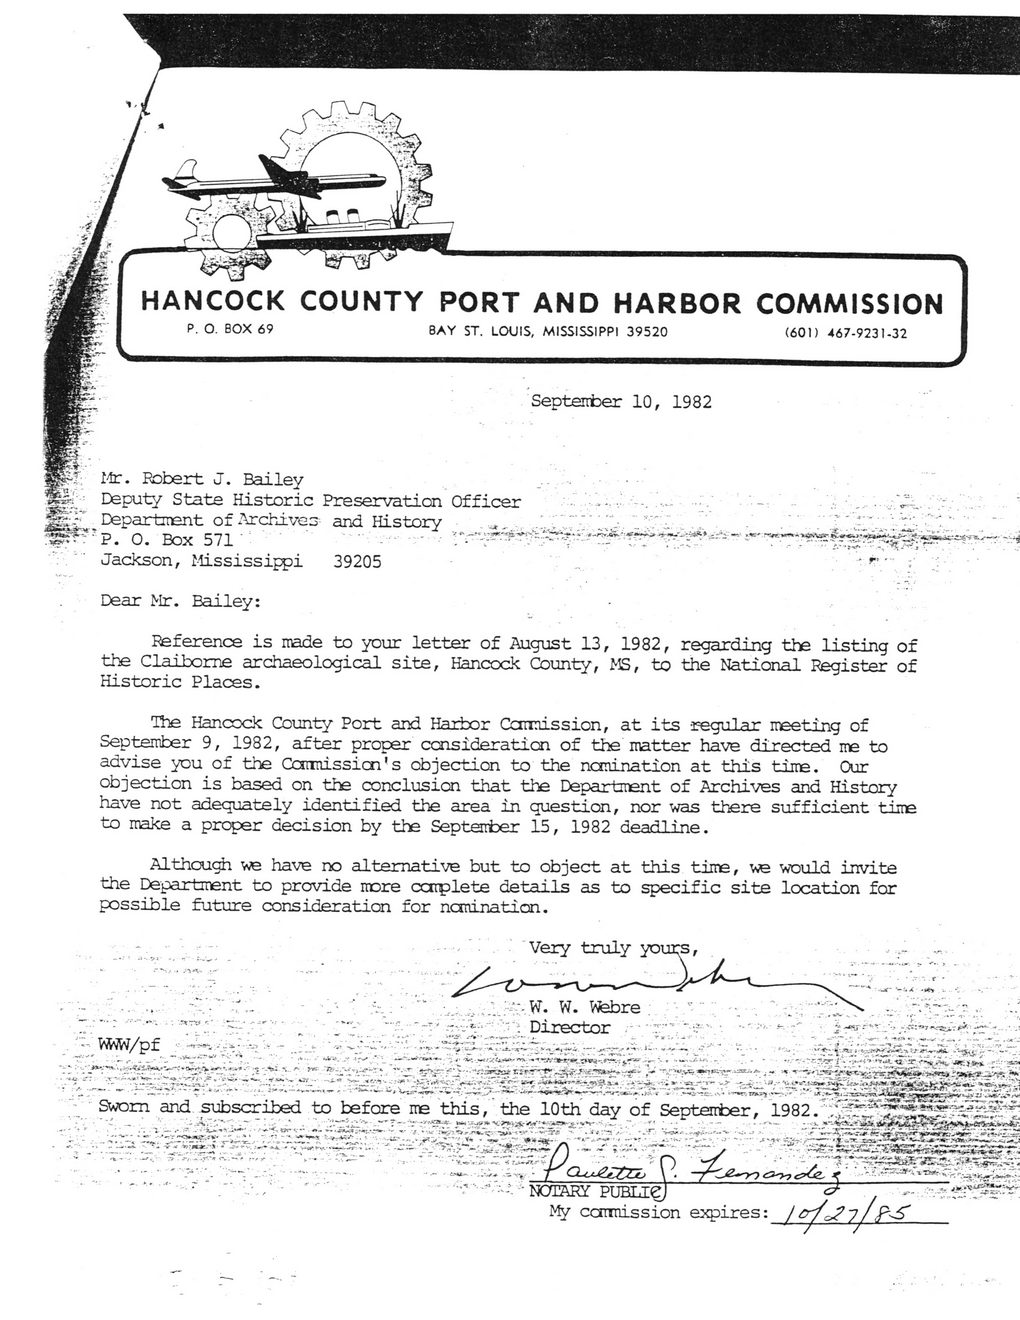 HANCOCK COUNTY PORT AND HARBOR COMMISSION
P. O. BOX 69 BAY ST. LOUIS, MISSISSIPPI 39520 (601) 467-9231-32
September 10, 1982
Mr. Robert J. Bailey
Deputy State Historic Preservation Officer
Department of Archives and History
P. O. Box 571
Jackson, Mississippi 39205
Dear Mr. Bailey:
Reference is made to your letter of August 13, 1982, regarding the listing of
the Claiborne archaeological site, Hancock County, MS, to the National Register of
Historic Places.
The Hancock County Port and Harbor Commission, at its regular meeting of
September 9, 1982, after proper consideration of the matter have directed me to
advise you of the Commission's objection to the nomination at this time. Our
objection is based on the conclusion that the Department of Archives and History
have not adequately identified the area in question, nor was there sufficient time
to make a proper decision by the September 15, 1982 deadline.
Although we have no alternative but to object at this time, we would invite
the Department to provide more complete details as to specific site location for
possible future consideration for nomination.
Very truly yours,
W. W. Webre
Director
WWW/pf
Sworn and subscribed to before me this, the 10th day of September, 1982.
Paulette S. Fernandez
NOTARY PUBLIC
My commission expires: 10/27/85